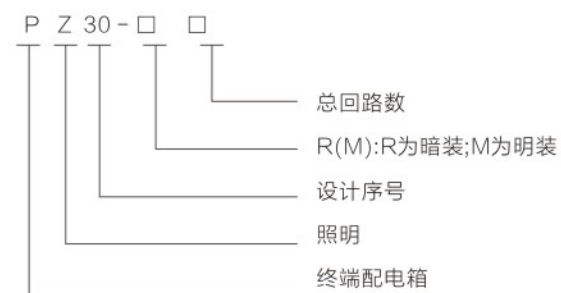 P Z 30-□ □
总回路数
R(M):R为暗装;M为明装
设计序号
照明
终端配电箱